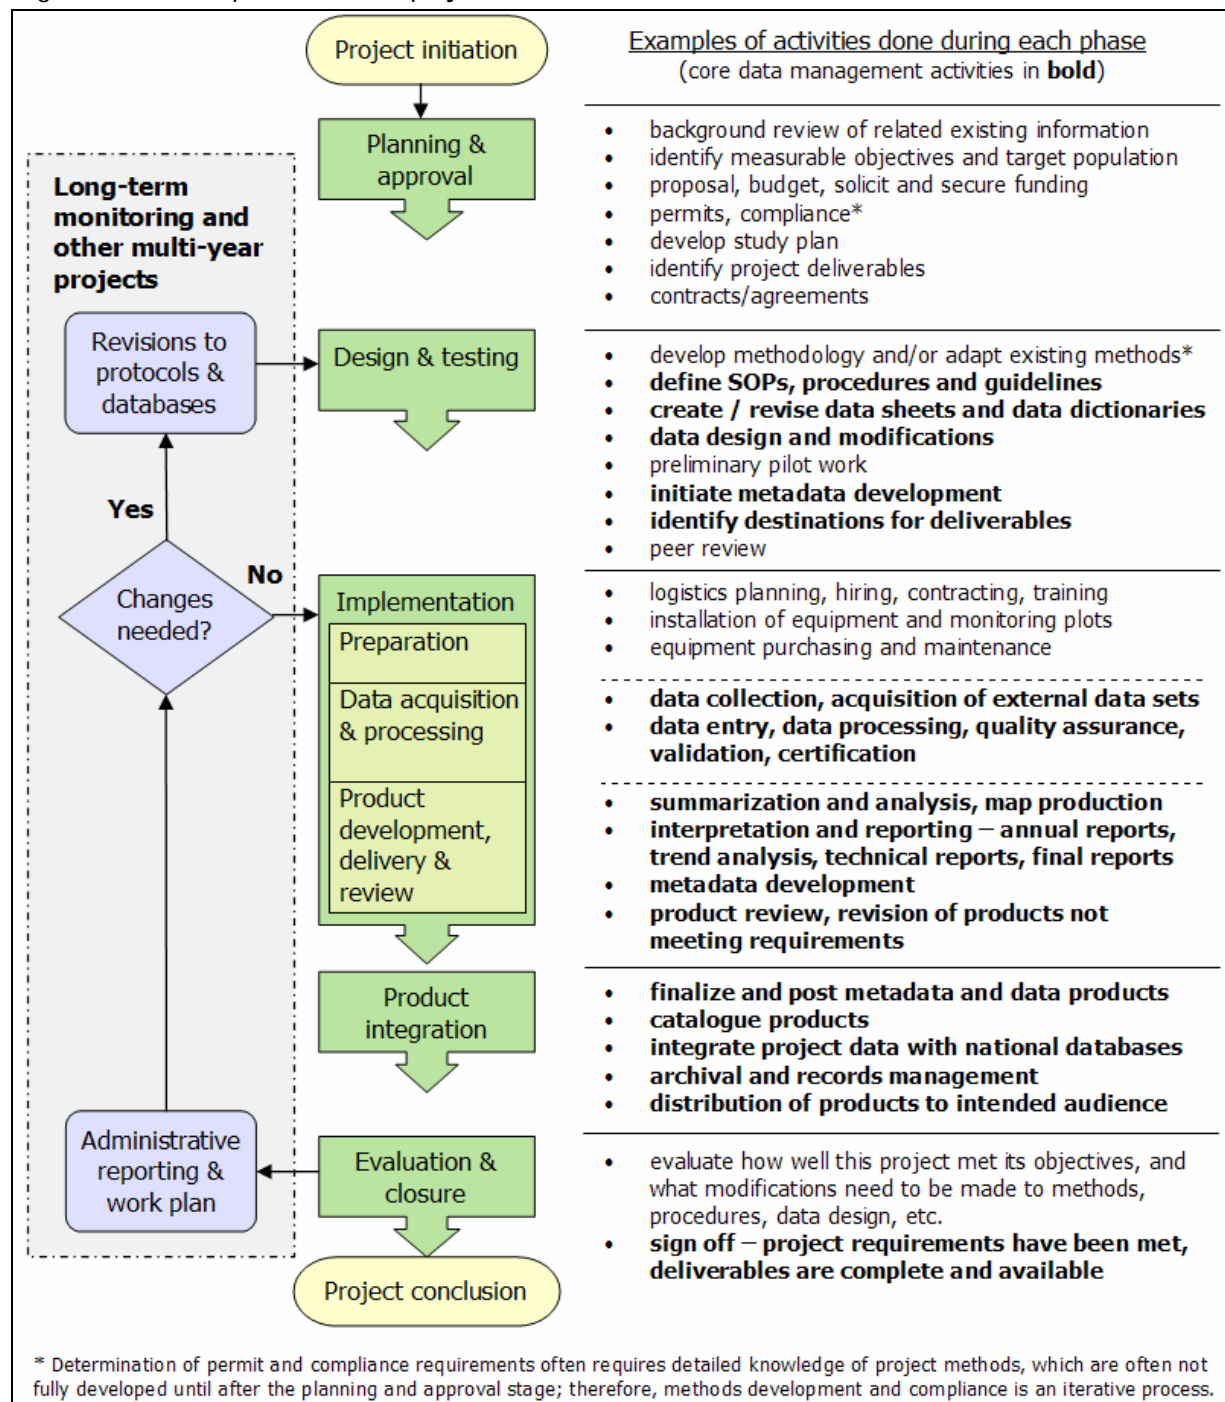 Project initiation
Examples of activities done during each phase
(core data management activities in bold)
Planning &
approval
• background review of related existing information
• identify measurable objectives and target population
• proposal, budget, solicit and secure funding
• permits, compliance*
• develop study plan
• identify project deliverables
• contracts/agreements
Long-term
monitoring and
other multi-year
projects
Revisions to
protocols &
databases
Design & testing
• develop methodology and/or adapt existing methods*
• define SOPs, procedures and guidelines
• create / revise data sheets and data dictionaries
• data design and modifications
• preliminary pilot work
• initiate metadata development
• identify destinations for deliverables
• peer review
Yes
No
Changes
needed?
Implementation
Preparation
• logistics planning, hiring, contracting, training
• installation of equipment and monitoring plots
• equipment purchasing and maintenance
Data acquisition
& processing
• data collection, acquisition of external data sets
• data entry, data processing, quality assurance,
validation, certification
Product
development,
delivery &
review
• summarization and analysis, map production
• interpretation and reporting – annual reports,
trend analysis, technical reports, final reports
• metadata development
• product review, revision of products not
meeting requirements
Product
integration
• finalize and post metadata and data products
• catalogue products
• integrate project data with national databases
• archival and records management
• distribution of products to intended audience
Administrative
reporting &
work plan
Evaluation &
closure
• evaluate how well this project met its objectives, and
what modifications need to be made to methods,
procedures, data design, etc.
• sign off – project requirements have been met,
deliverables are complete and available
Project conclusion
* Determination of permit and compliance requirements often requires detailed knowledge of project methods, which are often not
fully developed until after the planning and approval stage; therefore, methods development and compliance is an iterative process.